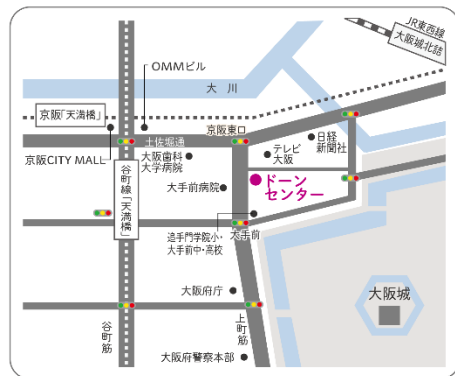 JR東西線
大阪城北詰
OMMビル
大川
京阪「天満橋」
京阪東口
土佐堀通
日経
新聞社
テレビ
大阪
京阪CITY MALL
大阪歯科
大学病院
ドーン
センター
大手前病院
谷町線「天満橋」
追手門学院小・
大手前中・高校
大手前
大阪府庁
大阪城
谷町筋
上町筋
大阪府警察本部